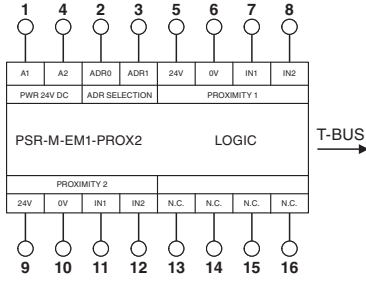 1 4 2 3 5 6 7 8
A1 A2 ADR0 ADR1 24V 0V IN1 IN2
PWR 24V DC ADR SELECTION PROXIMITY 1
PSR-M-EM1-PROX2 LOGIC T-BUS
PROXIMITY 2
24V 0V IN1 IN2 N.C. N.C. N.C. N.C.
9 10 11 12 13 14 15 16